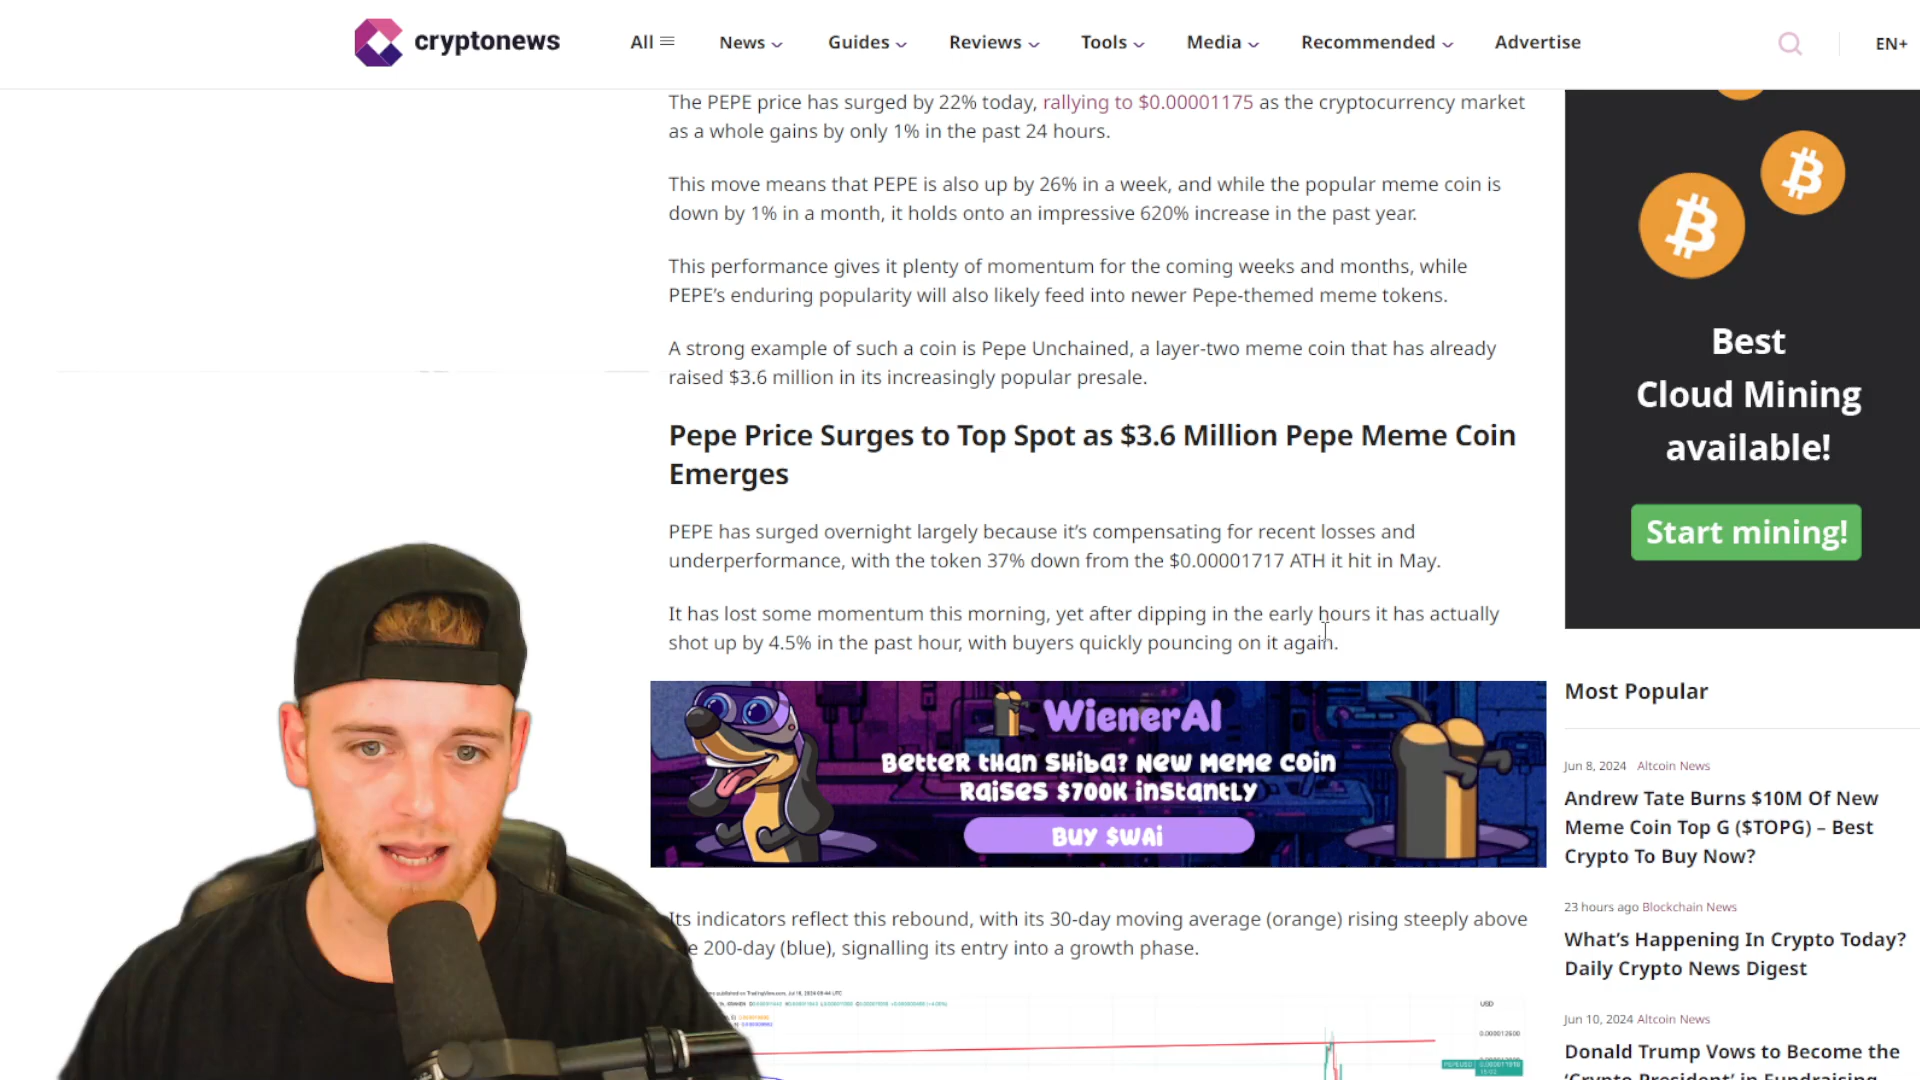 cryptonews
All
News
Guides
Reviews
Tools
Media
Recommended
Advertise
EN+
The PEPE price has surged by 22% today, rallying to $0.00001175 as the cryptocurrency market
as a whole gains by only 1% in the past 24 hours.
This move means that PEPE is also up by 26% in a week, and while the popular meme coin is
down by 1% in a month, it holds onto an impressive 620% increase in the past year.
This performance gives it plenty of momentum for the coming weeks and months, while
PEPE’s enduring popularity will also likely feed into newer Pepe-themed meme tokens.
A strong example of such a coin is Pepe Unchained, a layer-two meme coin that has already
raised $3.6 million in its increasingly popular presale.
Pepe Price Surges to Top Spot as $3.6 Million Pepe Meme Coin
Emerges
PEPE has surged overnight largely because it’s compensating for recent losses and
underperformance, with the token 37% down from the $0.00001717 ATH it hit in May.
It has lost some momentum this morning, yet after dipping in the early hours it has actually
shot up by 4.5% in the past hour, with buyers quickly pouncing on it again.
WienerAI
Better than Shiba? New Meme Coin
Raises $700K Instantly
Buy $WAI
Its indicators reflect this rebound, with its 30-day moving average (orange) rising steeply above
200-day (blue), signalling its entry into a growth phase.
USD
Best
Cloud Mining
available!
Start mining!
Most Popular
Jun 8, 2024 Altcoin News
Andrew Tate Burns $10M Of New
Meme Coin Top G ($TOPG) – Best
Crypto To Buy Now?
23 hours ago Blockchain News
What’s Happening In Crypto Today?
Daily Crypto News Digest
Jun 10, 2024 Altcoin News
Donald Trump Vows to Become the
‘Crypto President’ in Fundraising